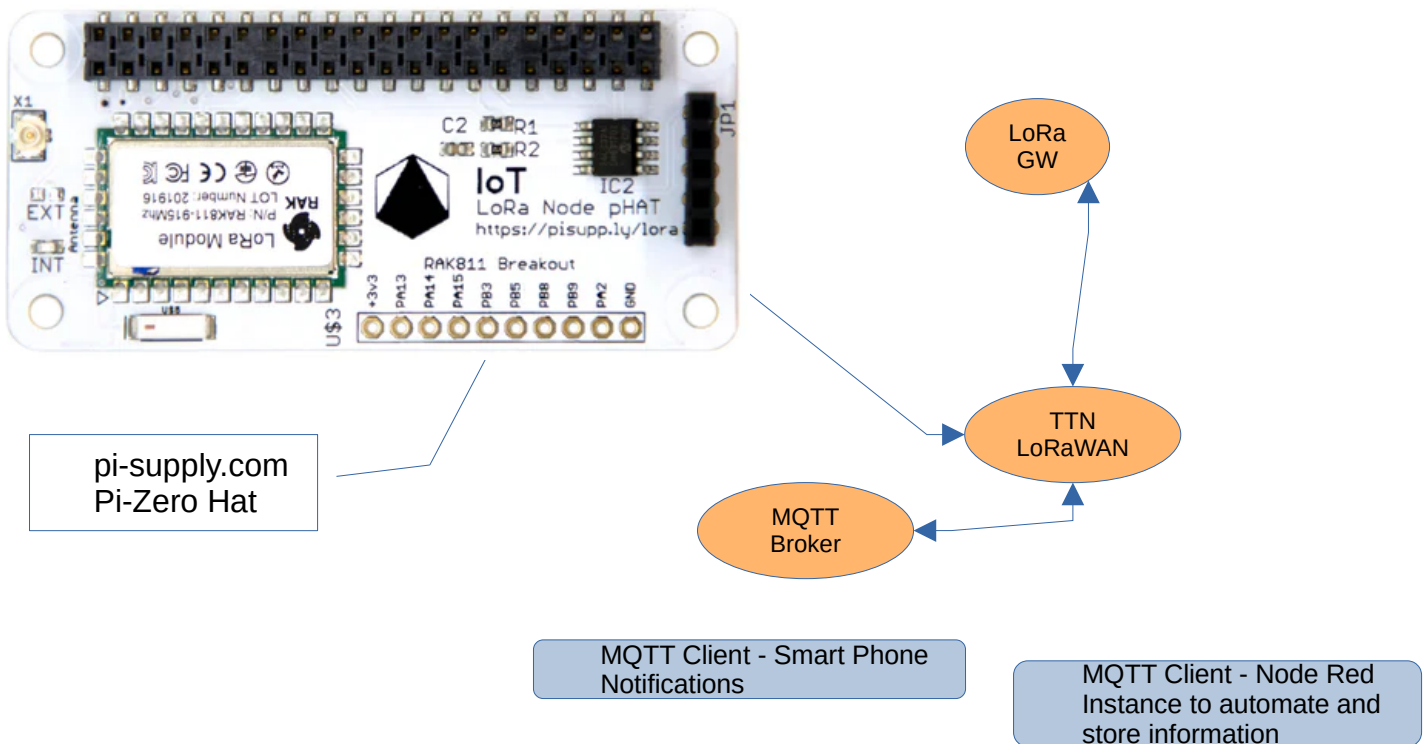 X1
EXT
INT
Antenna
LoRa Module
RAK
P/N: RAK811-915Mhz
LOT Number: 201916
CE FC
C2
R1
R2
IC2
JP1
IoT
LoRa Node pHAT
https://pisupp.ly/lora
RAK811 Breakout
+3v3
PA13
PA14
PA15
PB3
PB5
PB8
PB9
PA2
GND
U$3
pi-supply.com
Pi-Zero Hat
LoRa
GW
TTN
LoRaWAN
MQTT
Broker
MQTT Client - Smart Phone
Notifications
MQTT Client - Node Red
Instance to automate and
store information